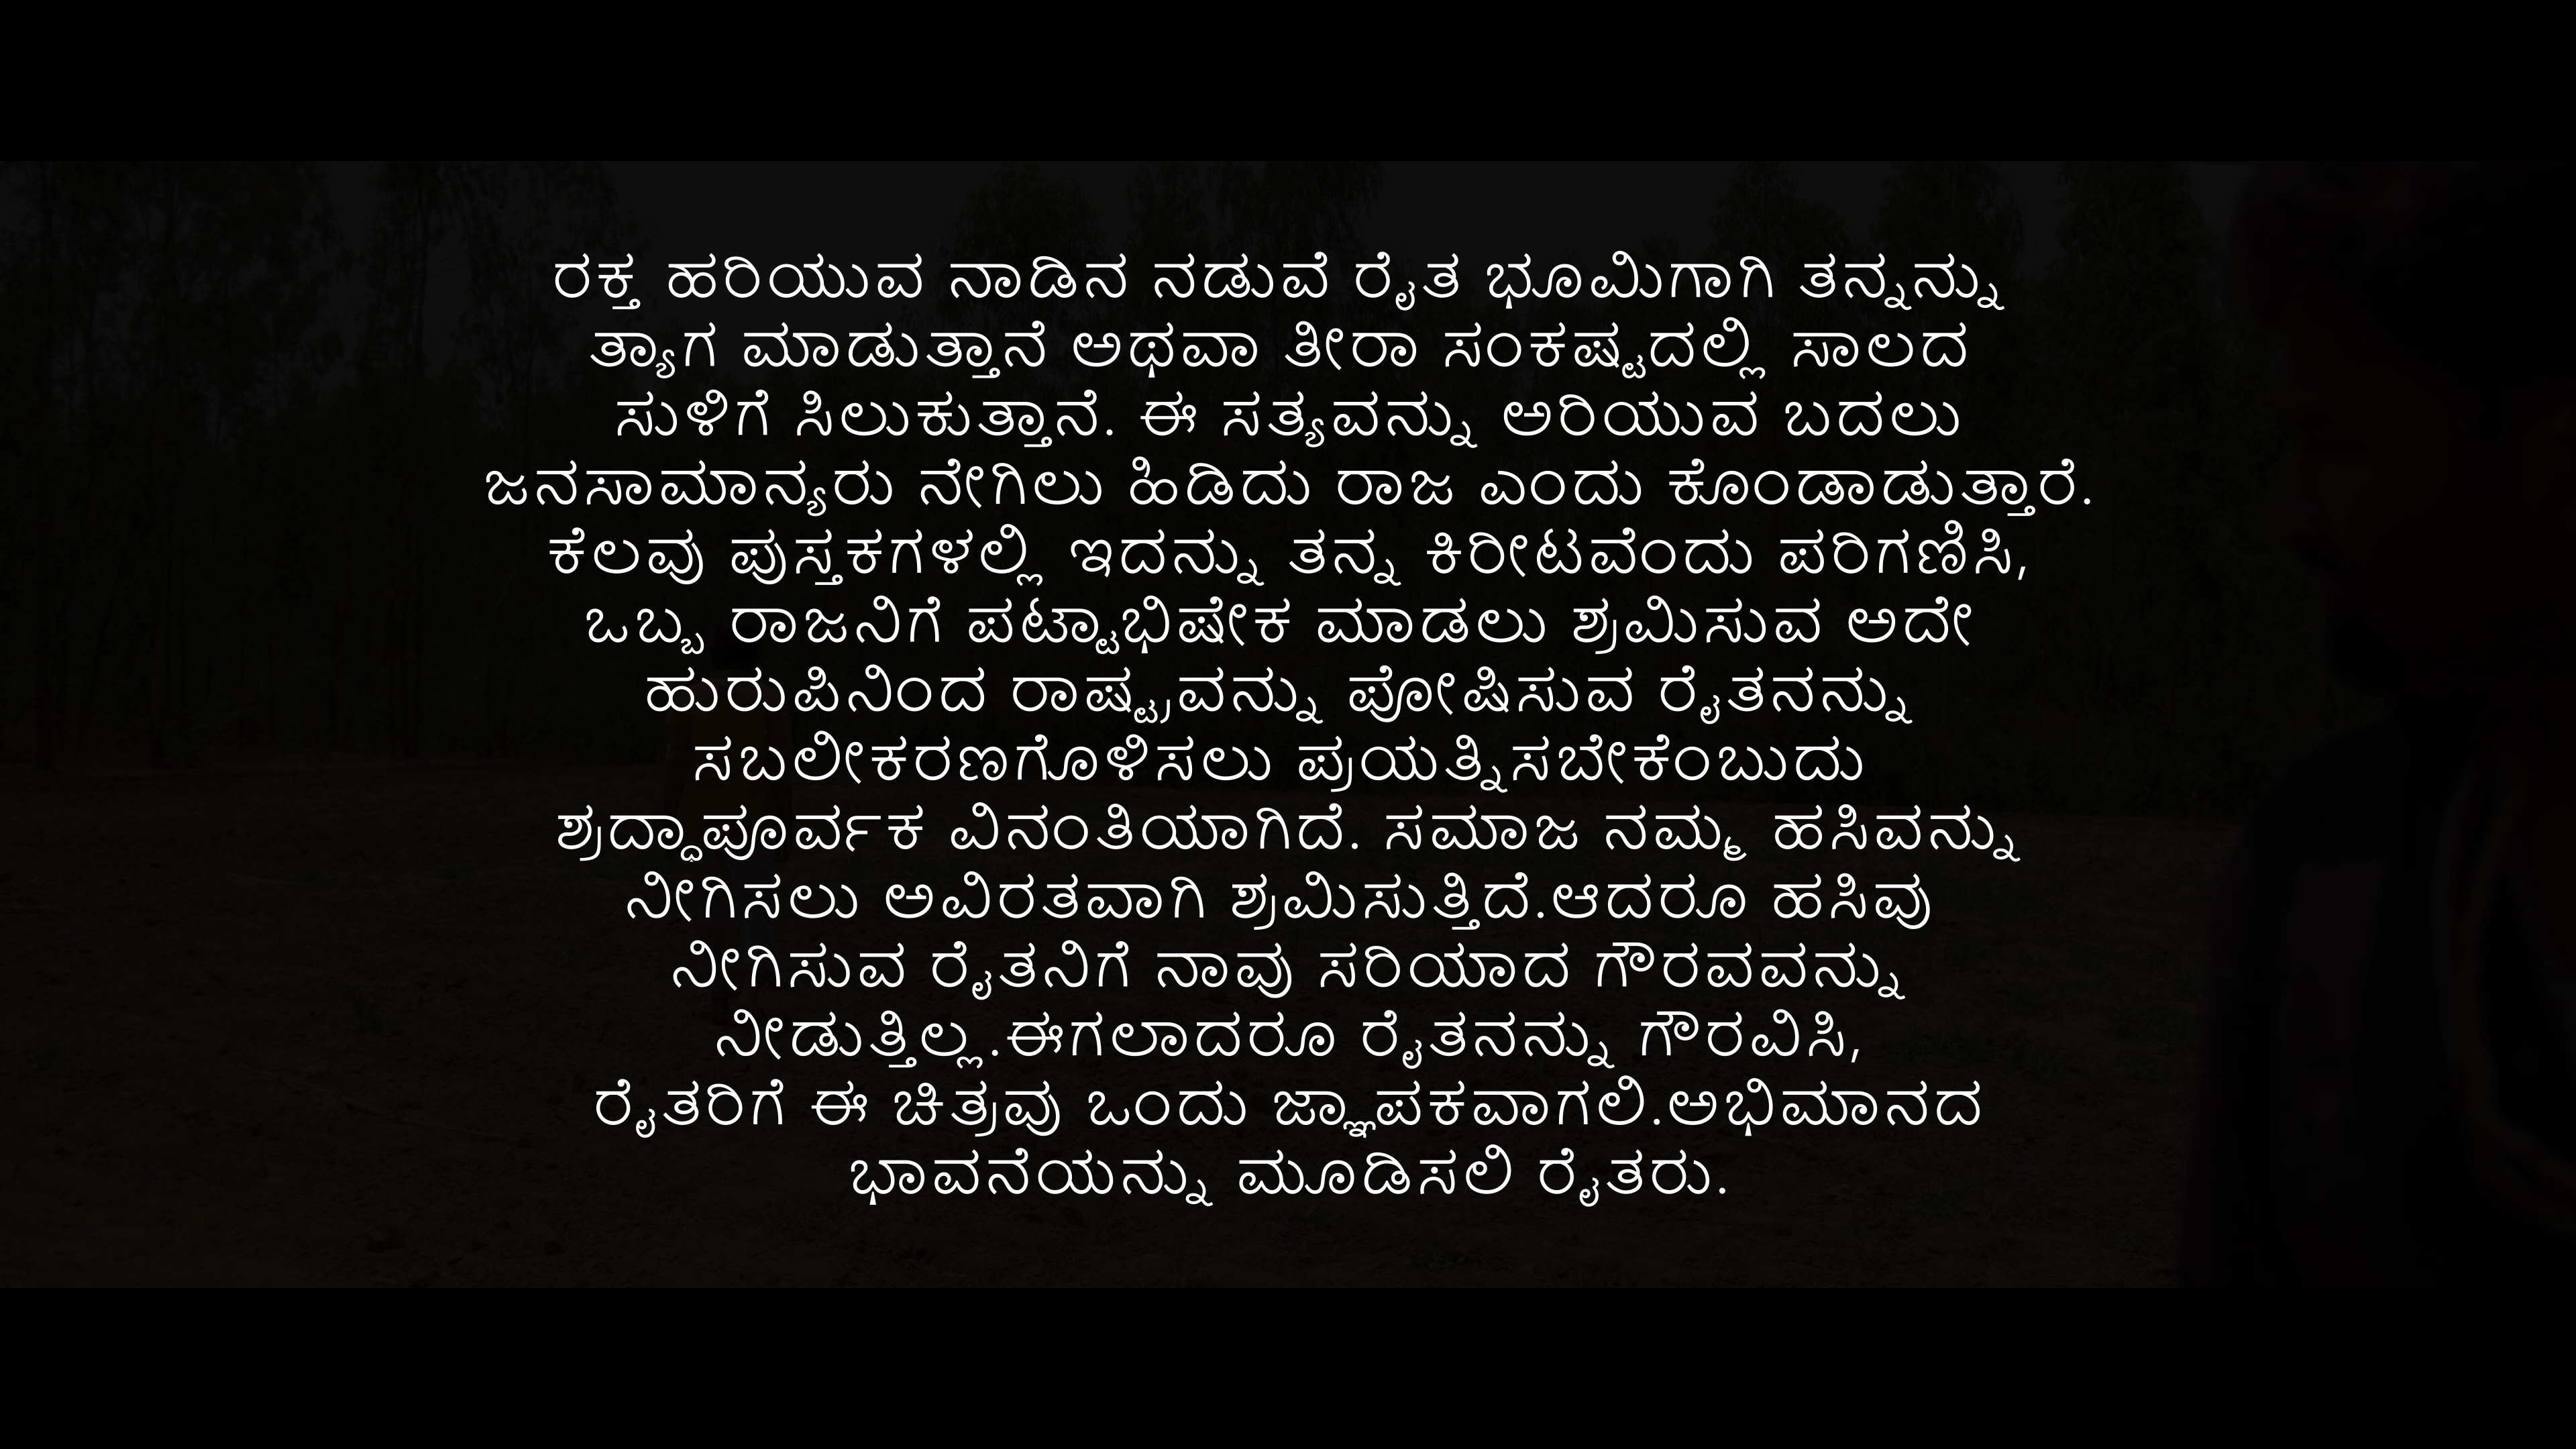 ರಕ್ತ ಹರಿಯುವ ನಾಡಿನ ನಡುವೆ ರೈತ ಭೂಮಿಗಾಗಿ ತನ್ನನ್ನು
ತ್ಯಾಗ ಮಾಡುತ್ತಾನೆ ಅಥವಾ ತೀರಾ ಸಂಕಷ್ಟದಲ್ಲಿ ಸಾಲದ
ಸುಳಿಗೆ ಸಿಲುಕುತ್ತಾನೆ. ಈ ಸತ್ಯವನ್ನು ಅರಿಯುವ ಬದಲು
ಜನಸಾಮಾನ್ಯರು ನೇಗಿಲು ಹಿಡಿದು ರಾಜ ಎಂದು ಕೊಂಡಾಡುತ್ತಾರೆ.
ಕೆಲವು ಪುಸ್ತಕಗಳಲ್ಲಿ ಇದನ್ನು ತನ್ನ ಕಿರೀಟವೆಂದು ಪರಿಗಣಿಸಿ,
ಒಬ್ಬ ರಾಜನಿಗೆ ಪಟ್ಟಾಭಿಷೇಕ ಮಾಡಲು ಶ್ರಮಿಸುವ ಅದೇ
ಹುರುಪಿನಿಂದ ರಾಷ್ಟ್ರವನ್ನು ಪೋಷಿಸುವ ರೈತನನ್ನು
ಸಬಲೀಕರಣಗೊಳಿಸಲು ಪ್ರಯತ್ನಿಸಬೇಕೆಂಬುದು
ಶ್ರದ್ಧಾಪೂರ್ವಕ ವಿನಂತಿಯಾಗಿದೆ. ಸಮಾಜ ನಮ್ಮ ಹಸಿವನ್ನು
ನೀಗಿಸಲು ಅವಿರತವಾಗಿ ಶ್ರಮಿಸುತ್ತಿದೆ.ಆದರೂ ಹಸಿವು
ನೀಗಿಸುವ ರೈತನಿಗೆ ನಾವು ಸರಿಯಾದ ಗೌರವವನ್ನು
ನೀಡುತ್ತಿಲ್ಲ.ಈಗಲಾದರೂ ರೈತನನ್ನು ಗೌರವಿಸಿ,
ರೈತರಿಗೆ ಈ ಚಿತ್ರವು ಒಂದು ಜ್ಞಾಪಕವಾಗಲಿ.ಅಭಿಮಾನದ
ಭಾವನೆಯನ್ನು ಮೂಡಿಸಲಿ ರೈತರು.